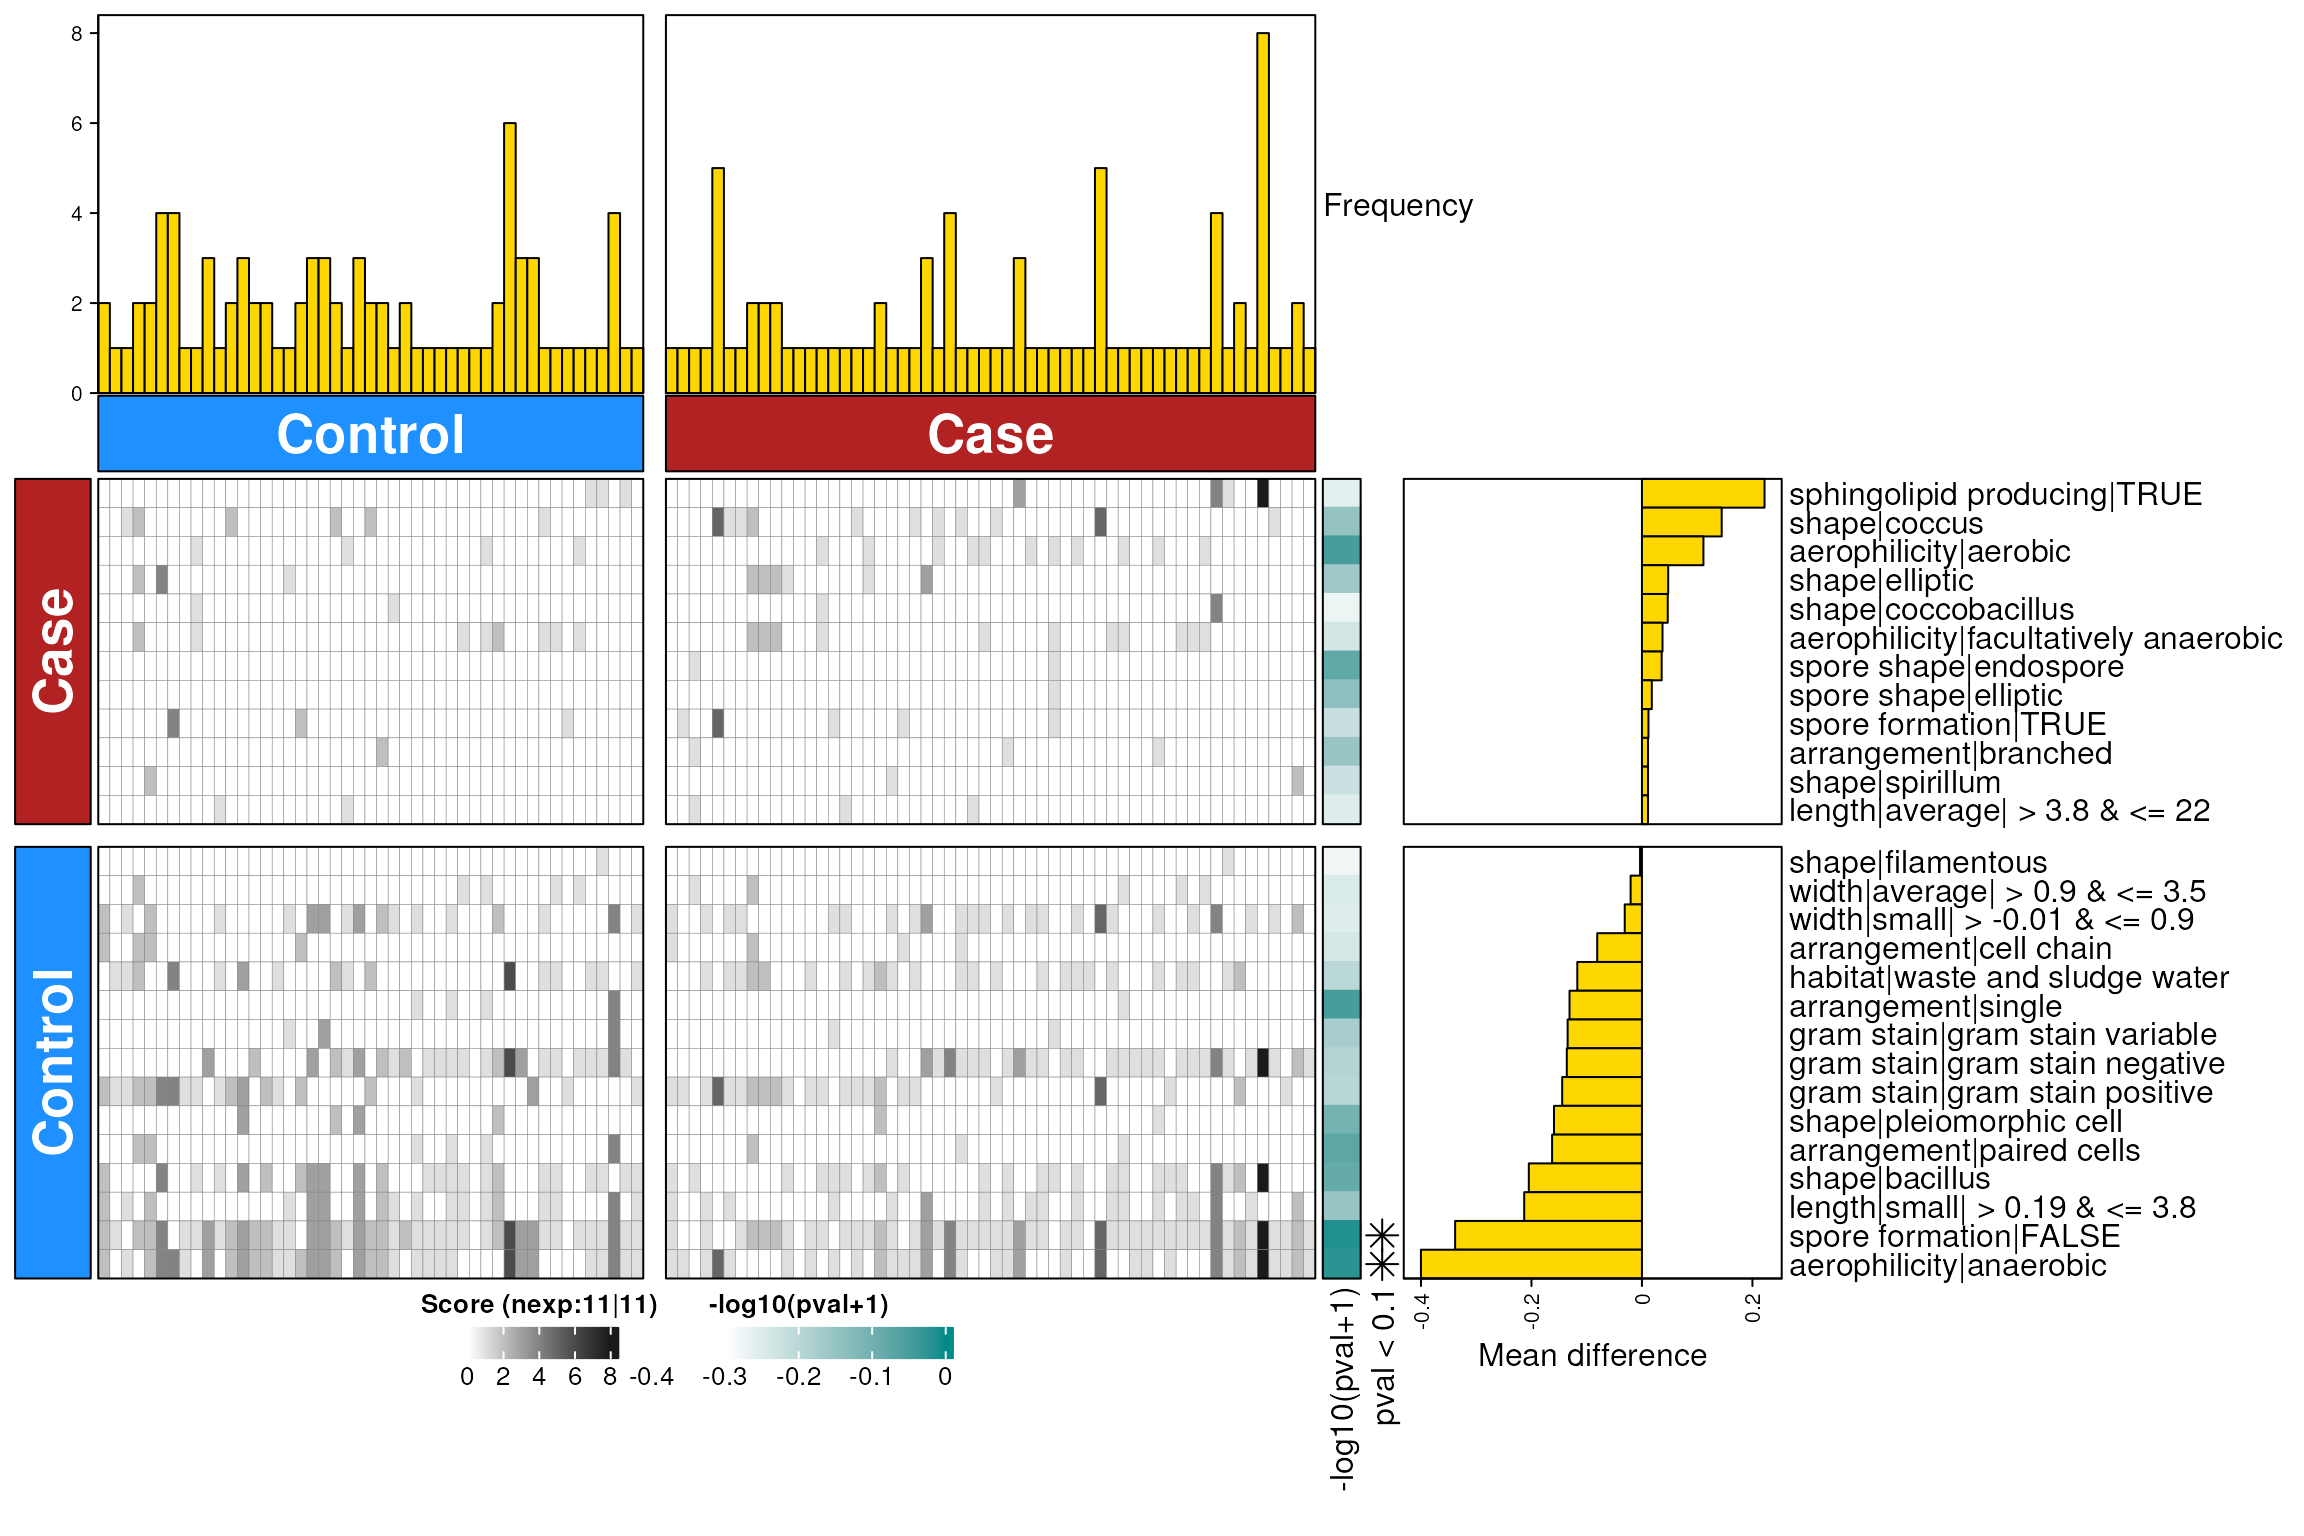 8
6
4
2
0
Frequency
Control
Case
Case
sphingolipid producing|TRUE
shape|coccus
aerophilicity|aerobic
shape|elliptic
shape|coccobacillus
aerophilicity|facultatively anaerobic
spore shape|endospore
spore shape|elliptic
spore formation|TRUE
arrangement|branched
shape|spirillum
length|average| > 3.8 & <= 22
Control
shape|filamentous
width|average| > 0.9 & <= 3.5
width|small| > -0.01 & <= 0.9
arrangement|cell chain
habitat|waste and sludge water
arrangement|single
gram stain|gram stain variable
gram stain|gram stain negative
gram stain|gram stain positive
shape|pleiomorphic cell
arrangement|paired cells
shape|bacillus
length|small| > 0.19 & <= 3.8
spore formation|FALSE
aerophilicity|anaerobic
-log10(pval+1)
pval < 0.1
-0.4
-0.2
0
0.2
Mean difference
Score (nexp:11|11)
0 2 4 6 8
-log10(pval+1)
-0.4 -0.3 -0.2 -0.1 0